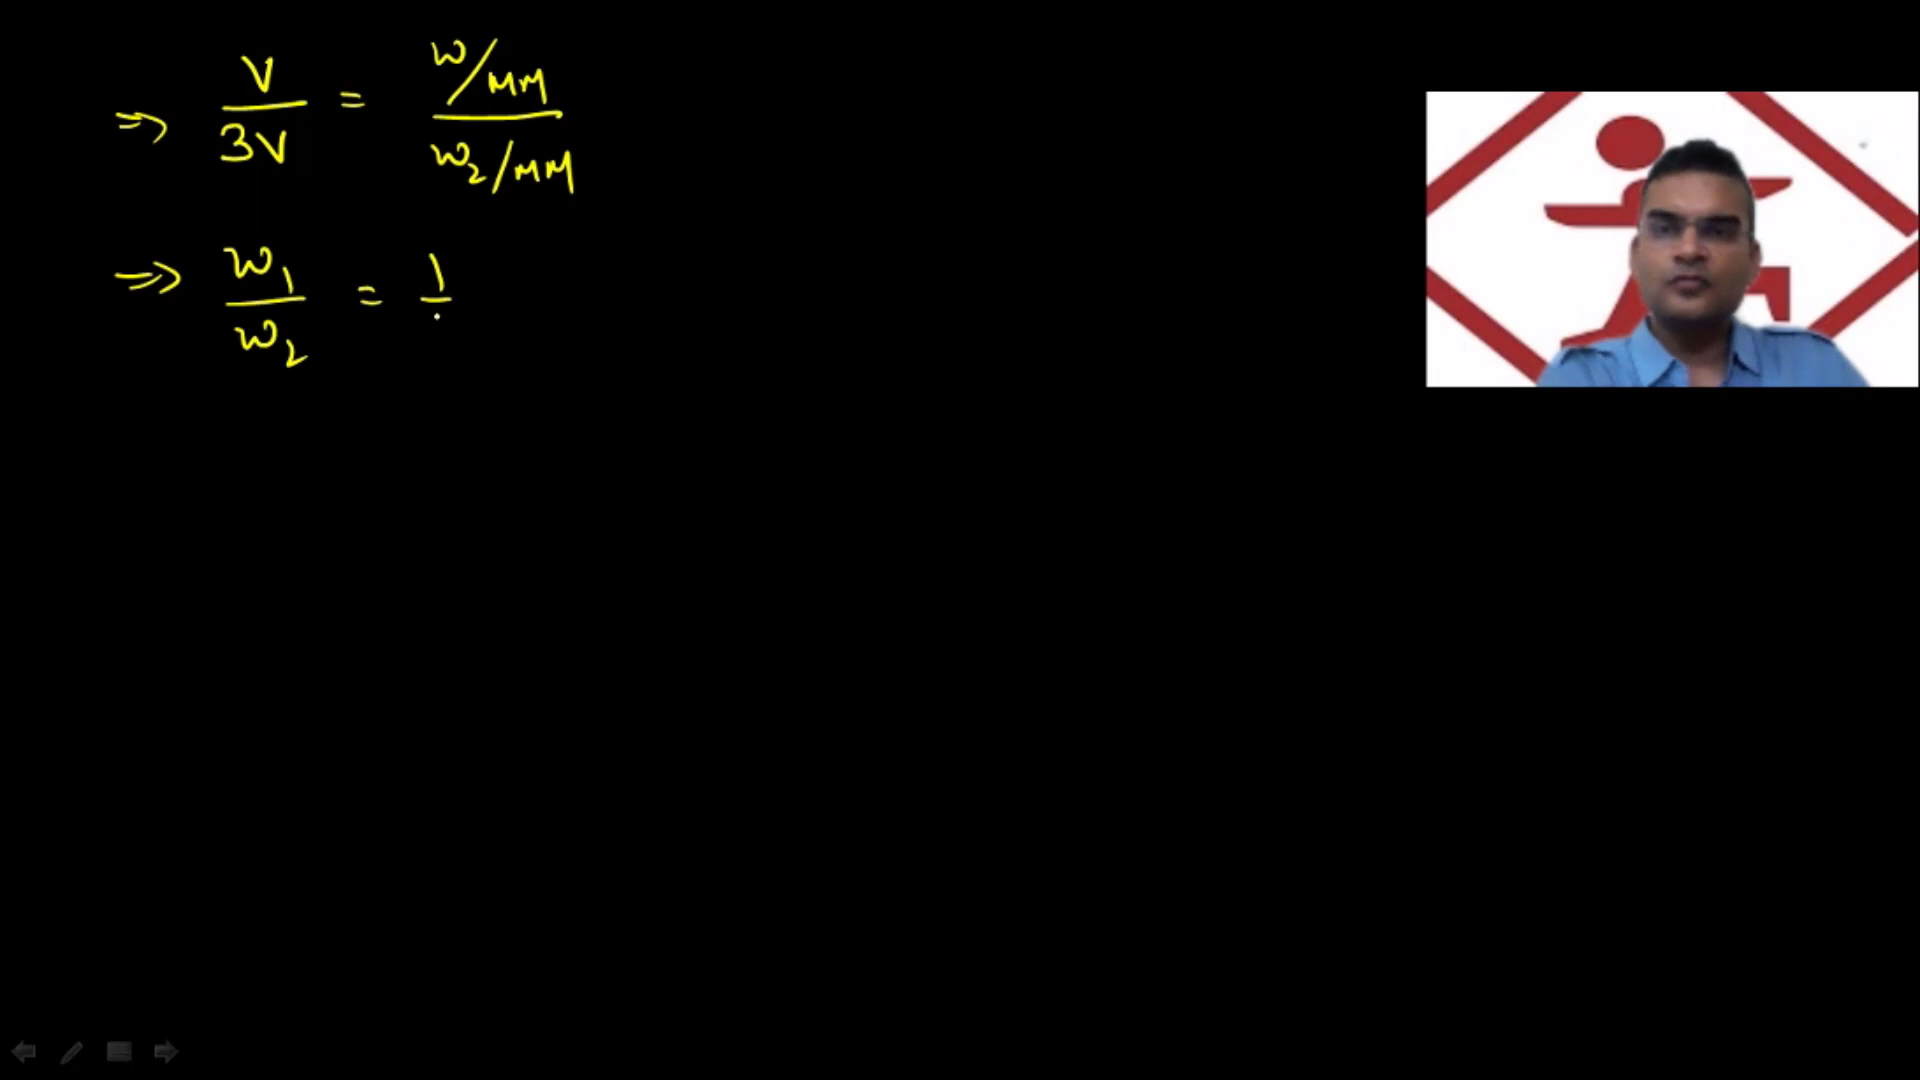 ⇒ V/3V = (W/MM)/(W₂/MM)
⇒ W₁/W₂ = 1/